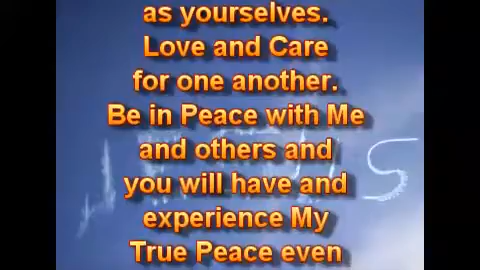 as yourselves.
Love and Care
for one another.
Be in Peace with Me
and others and
you will have and
experience My
True Peace even